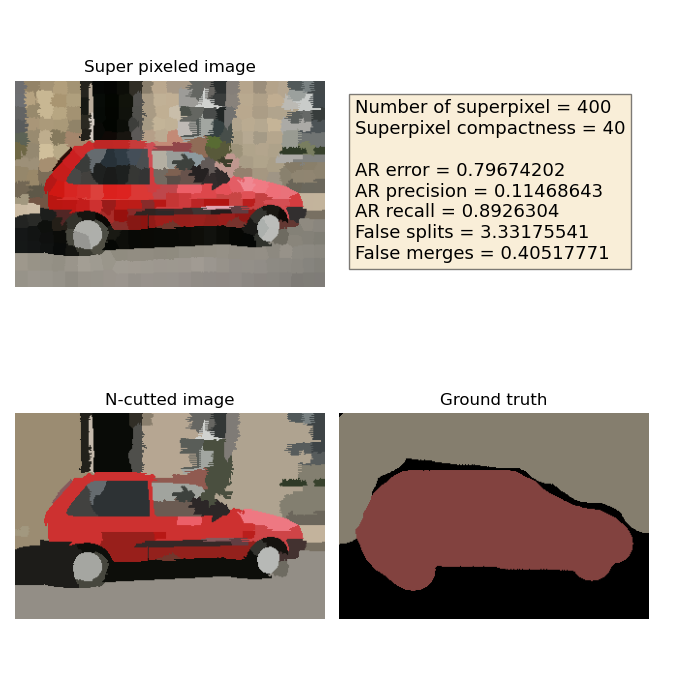 Super pixeled image
Number of superpixel = 400
Superpixel compactness = 40
AR error = 0.79674202
AR precision = 0.11468643
AR recall = 0.8926304
False splits = 3.33175541
False merges = 0.40517771
N-cutted image
Ground truth